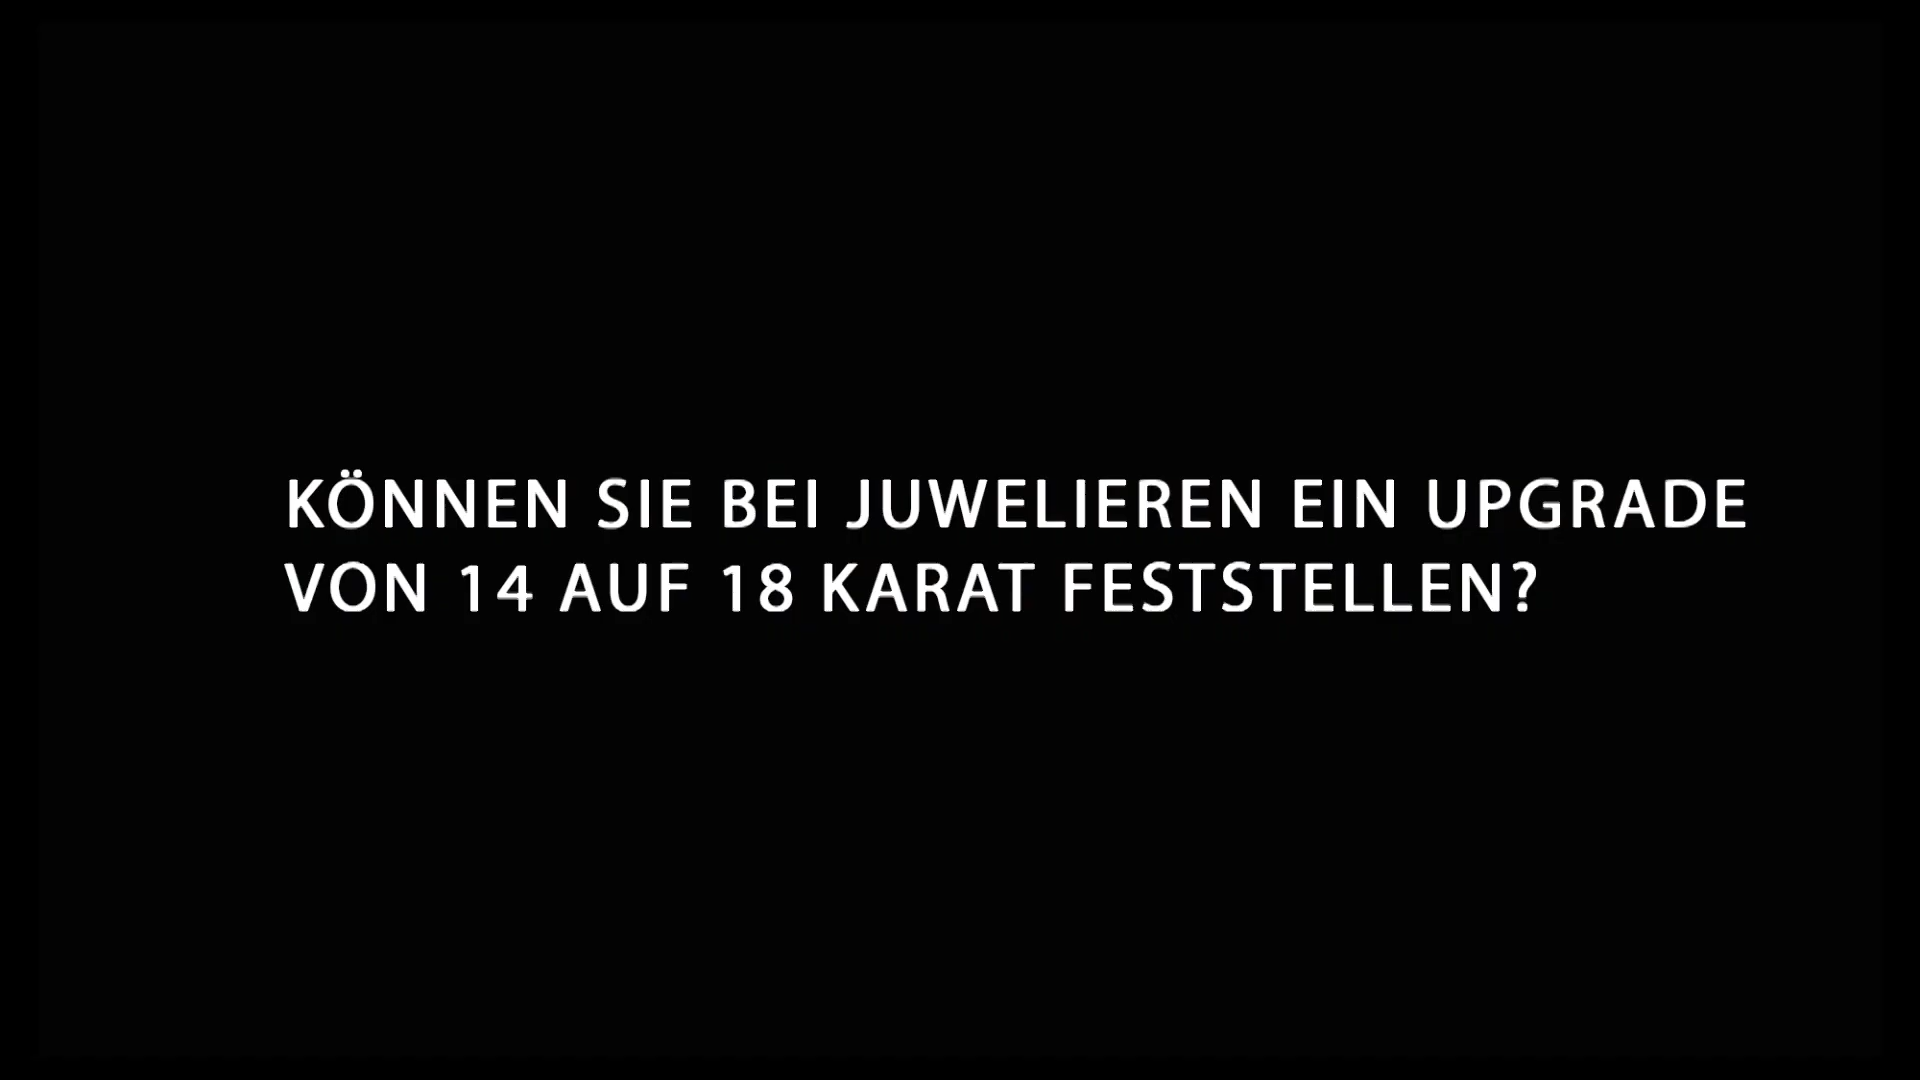 KÖNNEN SIE BEI JUWELIEREN EIN UPGRADE
VON 14 AUF 18 KARAT FESTSTELLEN?